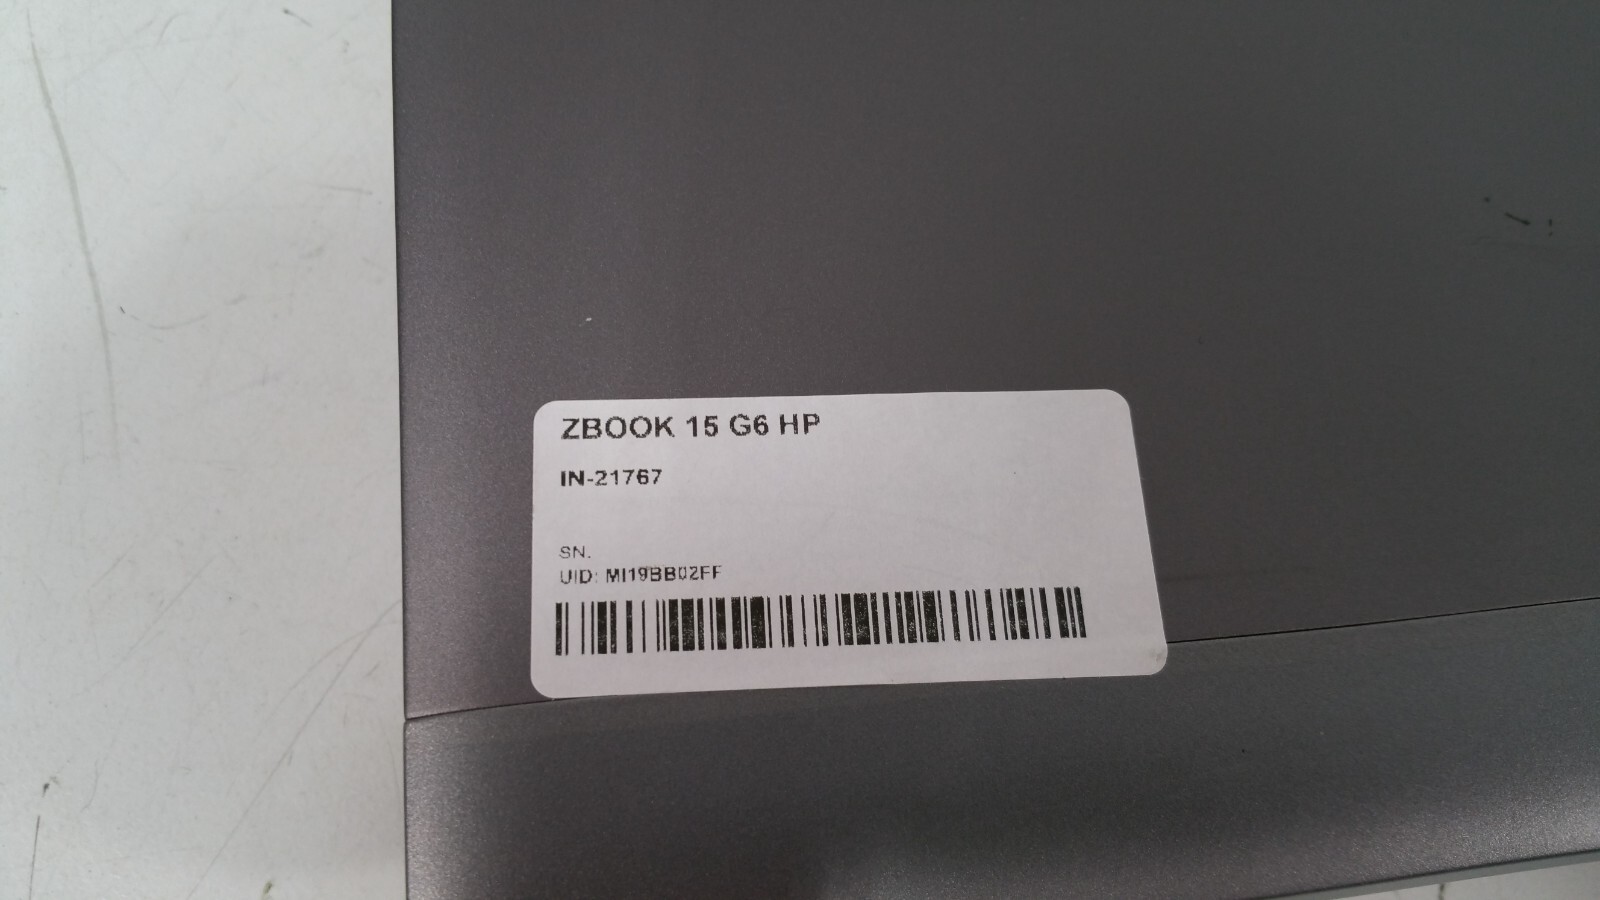 ZBOOK 15 G6 HP
IN-21767
SN.
UID: MI19BB02FF